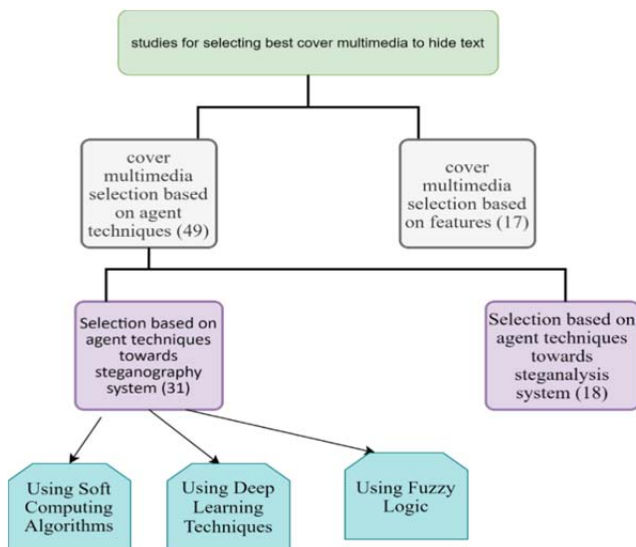 studies for selecting best cover multimedia to hide text
cover
multimedia
selection based
on agent
techniques (49)
cover
multimedia
selection based
on features (17)
Selection based on
agent techniques
towards
steganography
system (31)
Selection based on
agent techniques
towards
steganalysis
system (18)
Using Soft
Computing
Algorithms
Using Deep
Learning
Techniques
Using Fuzzy
Logic